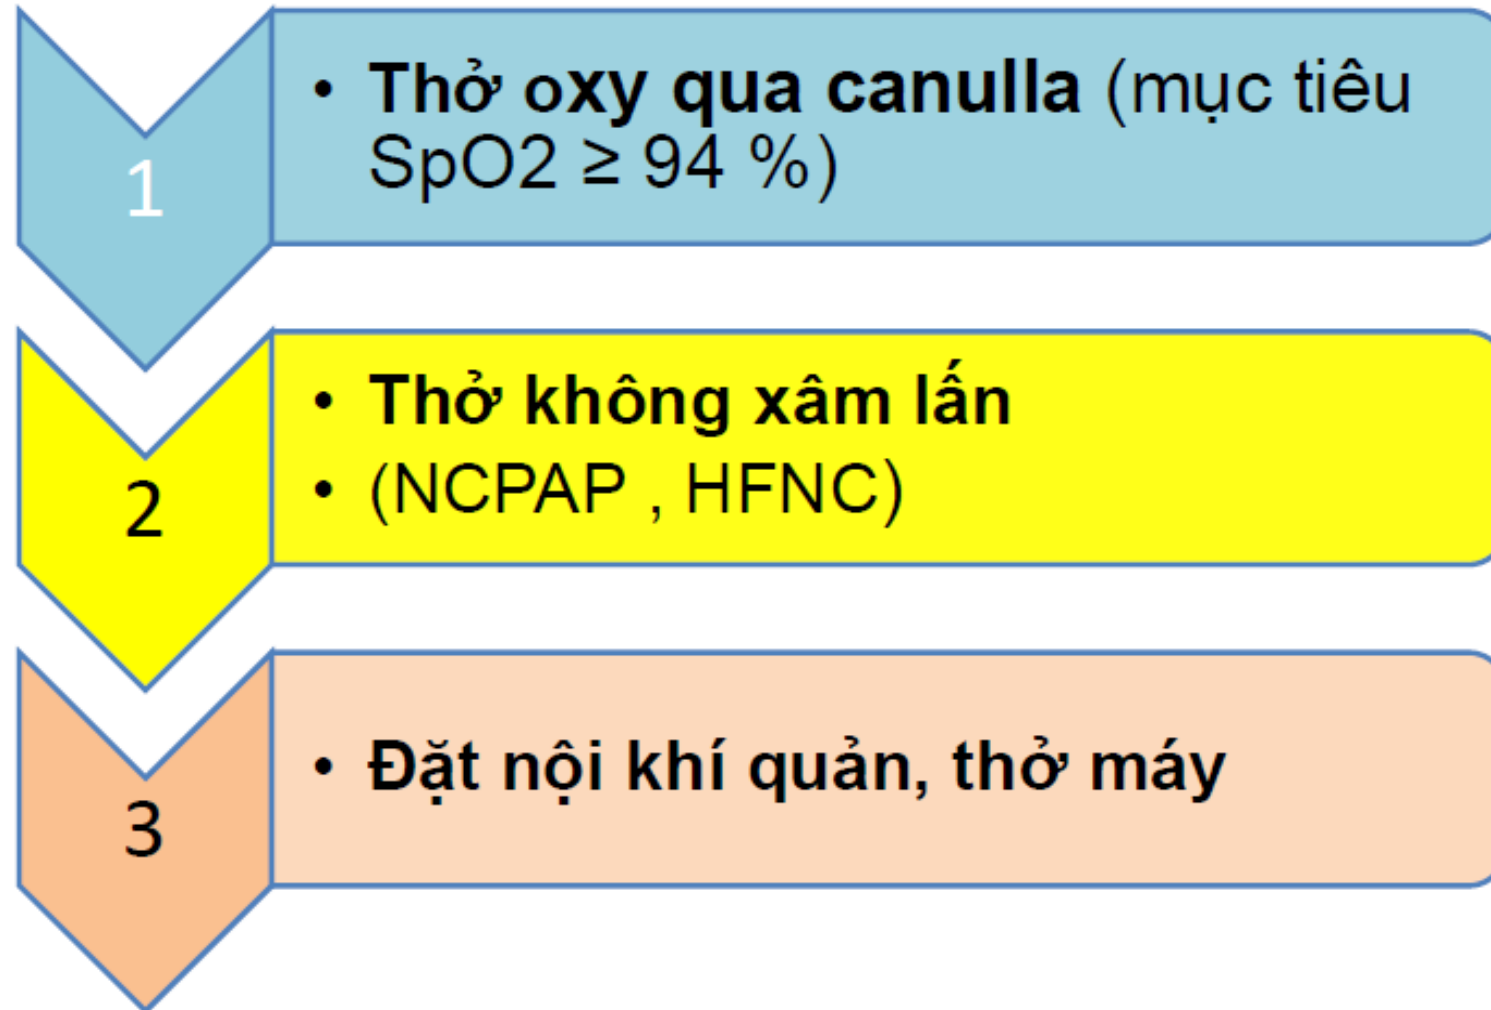 1
• Thở oxy qua canulla (mục tiêu
SpO2 ≥ 94 %)
2
• Thở không xâm lấn
• (NCPAP , HFNC)
3
• Đặt nội khí quản, thở máy